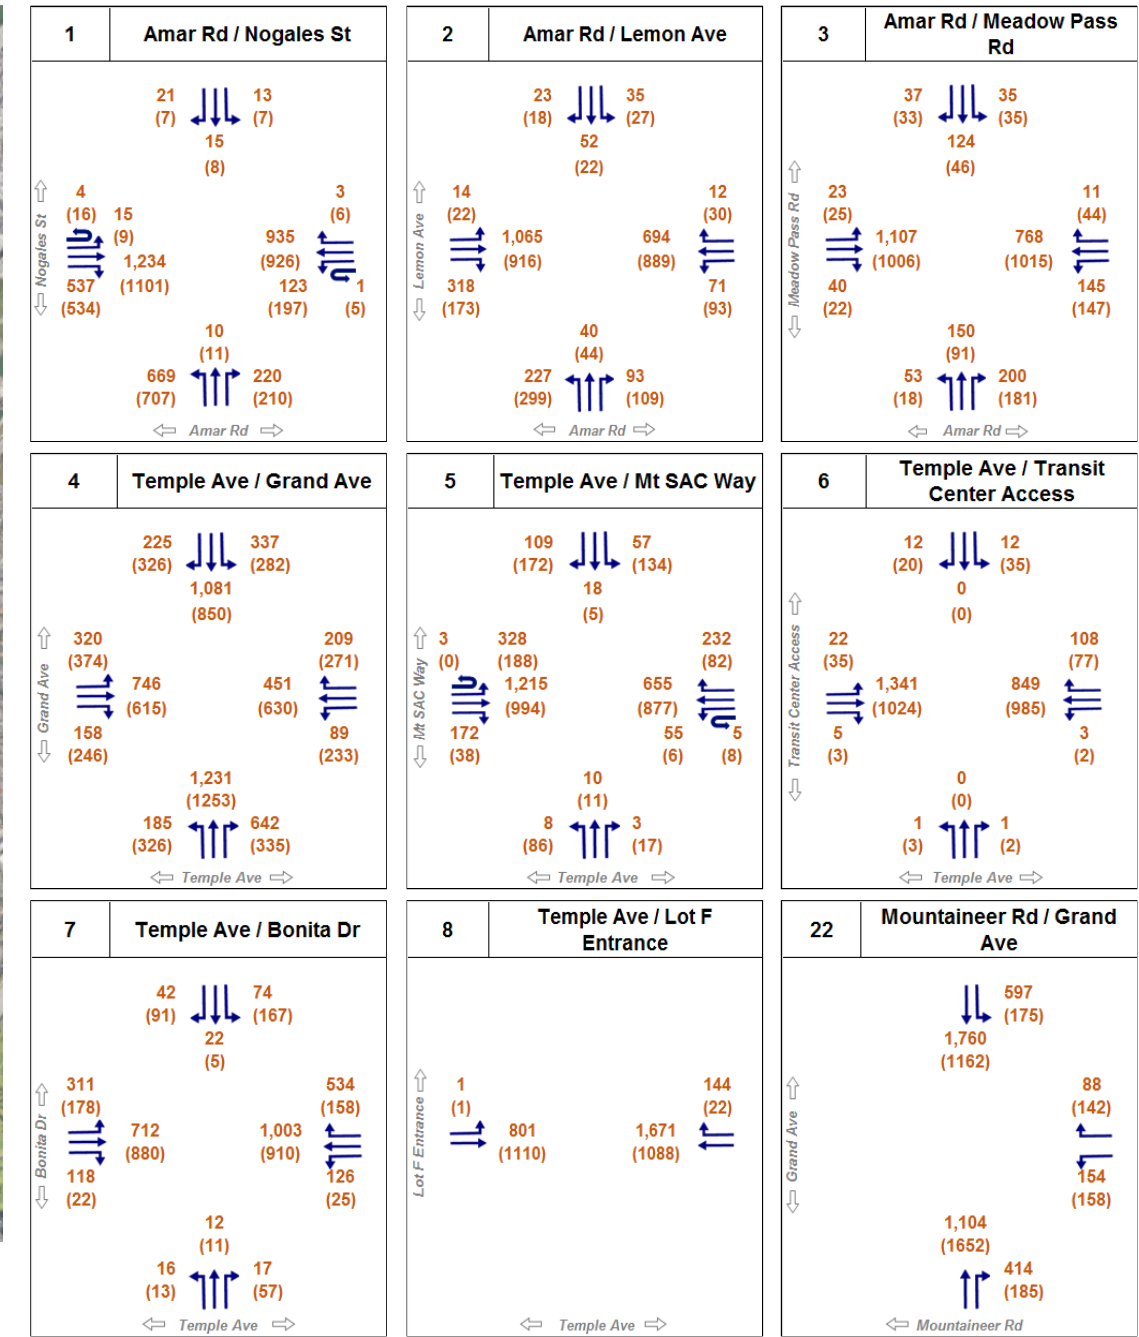 1 Amar Rd / Nogales St
21 13
(7) (7)
15
(8)
4 3
(16) 15 (6)
(9) 935
1,234 (926)
537 (1101) 123 1
(534) (197) (5)
10
(11)
669 220
(707) (210)
Nogales St
Amar Rd
2 Amar Rd / Lemon Ave
23 35
(18) (27)
52
(22)
14 12
(22) (30)
1,065 694
(916) (889)
318 71
(173) (93)
40
(44)
227 93
(299) (109)
Lemon Ave
Amar Rd
3 Amar Rd / Meadow Pass
Rd
37 35
(33) (35)
124
(46)
23 11
(25) (44)
1,107 768
(1006) (1015)
40 145
(22) (147)
150
(91)
53 200
(18) (181)
Meadow Pass Rd
Amar Rd
4 Temple Ave / Grand Ave
225 337
(326) (282)
1,081
(850)
320 209
(374) (271)
746 451
(615) (630)
158 89
(246) (233)
1,231
(1253)
185 642
(326) (335)
Grand Ave
Temple Ave
5 Temple Ave / Mt SAC Way
109 57
(172) (134)
18
(5)
3 328 232
(0) (188) (82)
1,215 655
(994) (877)
172 55 5
(38) (6) (8)
10
(11)
8 3
(86) (17)
Mt SAC Way
Temple Ave
6 Temple Ave / Transit
Center Access
12 12
(20) (35)
0
(0)
22 108
(35) (77)
1,341 849
(1024) (985)
5 3
(3) (2)
0
(0)
1 1
(3) (2)
Transit Center Access
Temple Ave
7 Temple Ave / Bonita Dr
42 74
(91) (167)
22
(5)
311 534
(178) (158)
712 1,003
(880) (910)
118 126
(22) (25)
12
(11)
16 17
(13) (57)
Bonita Dr
Temple Ave
8 Temple Ave / Lot F
Entrance
1 144
(1) (22)
801 1,671
(1110) (1088)
Lot F Entrance
Temple Ave
22 Mountaineer Rd / Grand
Ave
597
(175)
1,760
(1162)
88
(142)
154
(158)
1,104
(1652)
414
(185)
Grand Ave
Mountaineer Rd